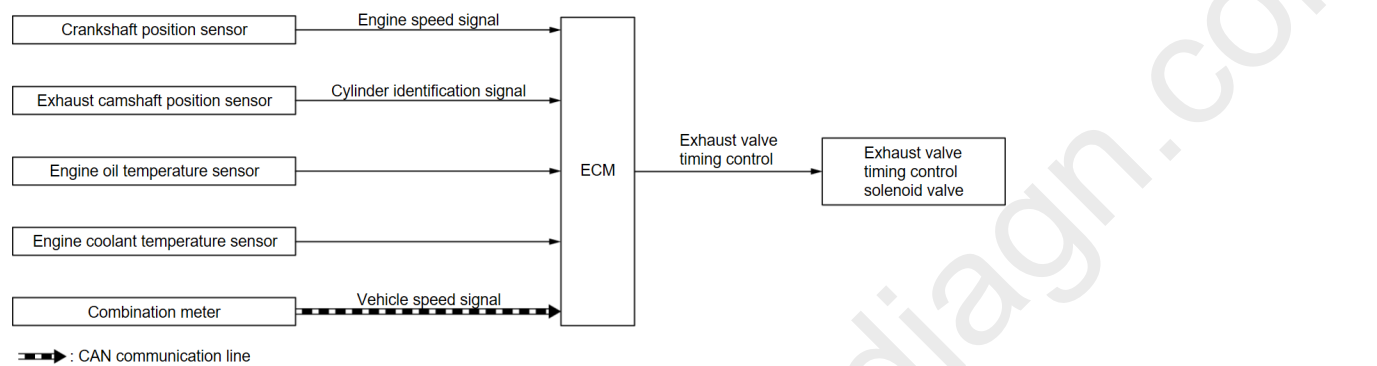 Crankshaft position sensor
Engine speed signal
Exhaust camshaft position sensor
Cylinder identification signal
Engine oil temperature sensor
ECM
Exhaust valve
timing control
Exhaust valve
timing control
solenoid valve
Engine coolant temperature sensor
Combination meter
Vehicle speed signal
: CAN communication line
diagn.co